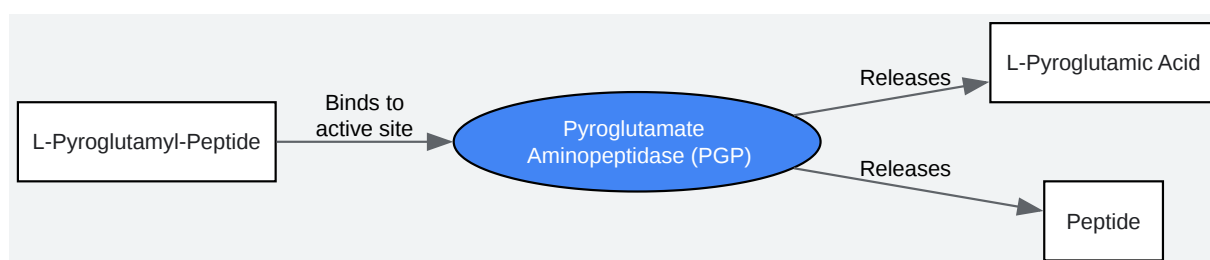 L-Pyroglutamyl-Peptide
Binds to
active site
Pyroglutamate
Aminopeptidase (PGP)
Releases
L-Pyroglutamic Acid
Releases
Peptide